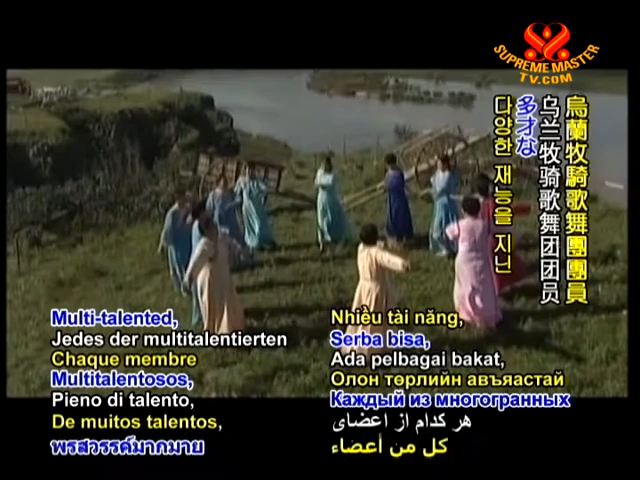 SUPREME MASTER
TV.COM
烏蘭牧騎歌舞團團員
乌兰牧骑歌舞团团员
多才な
다양한 재능을 지닌
Multi-talented,
Jedes der multitalentierten
Chaque membre
Multitalentosos,
Pieno di talento,
De muitos talentos,
พรสวรรค์มากมาย
Nhiều tài năng,
Serba bisa,
Ada pelbagai bakat,
Олон төрлийн авъяастай
Каждый из многогранных
هر کدام از اعضای
كل من أعضاء